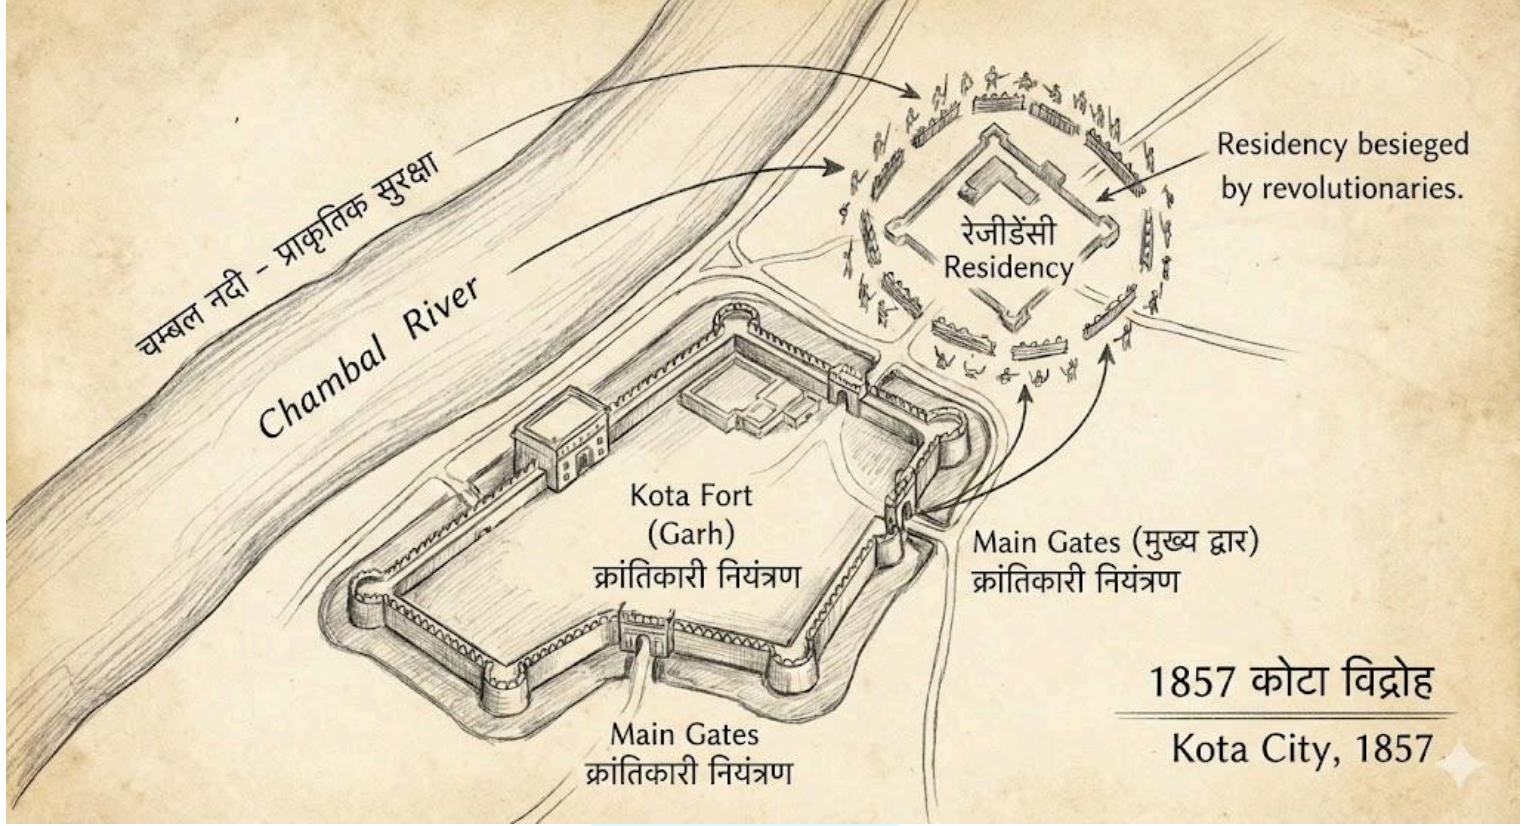 चम्बल नदी - प्राकृतिक सुरक्षा
Chambal River
Residency besieged
by revolutionaries.
रेजीडेंसी
Residency
Kota Fort
(Garh)
क्रांतिकारी नियंत्रण
Main Gates (मुख्य द्वार)
क्रांतिकारी नियंत्रण
Main Gates
क्रांतिकारी नियंत्रण
1857 कोटा विद्रोह
Kota City, 1857